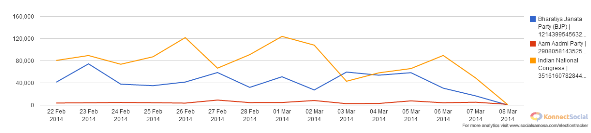 160,000
120,000
80,000
40,000
0
22 Feb 2014
23 Feb 2014
24 Feb 2014
25 Feb 2014
26 Feb 2014
27 Feb 2014
28 Feb 2014
01 Mar 2014
02 Mar 2014
03 Mar 2014
04 Mar 2014
05 Mar 2014
06 Mar 2014
07 Mar 2014
08 Mar 2014
Bharatiya Janata
Party (BJP) |
Aam Aadmi Party |
Indian National
Congress |
KonnectSocial